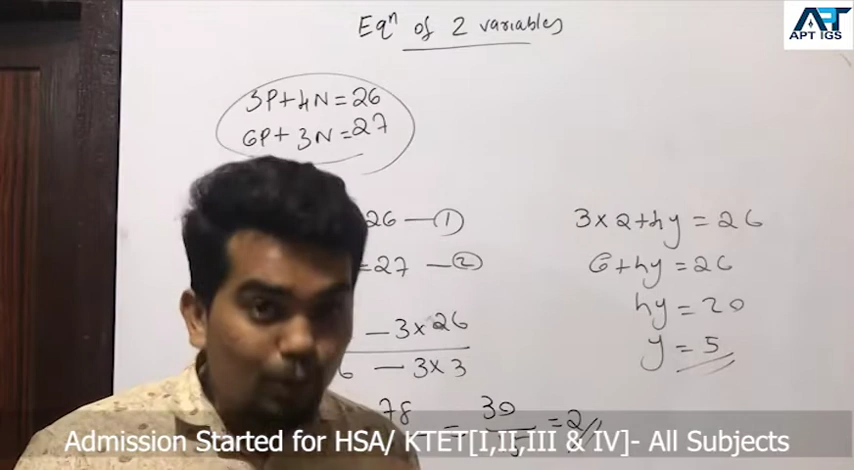 Eqⁿ of 2 variables
APT IGS
3P+4N=26
6P+3N=27
26 — ①
=27 — ②
- 3×26
6 - 3×3
78 = 30 = 2
3×2+4y = 26
6+4y = 26
4y = 20
y = 5
Admission Started for HSA/ KTET[I,II,III & IV]- All Subjects